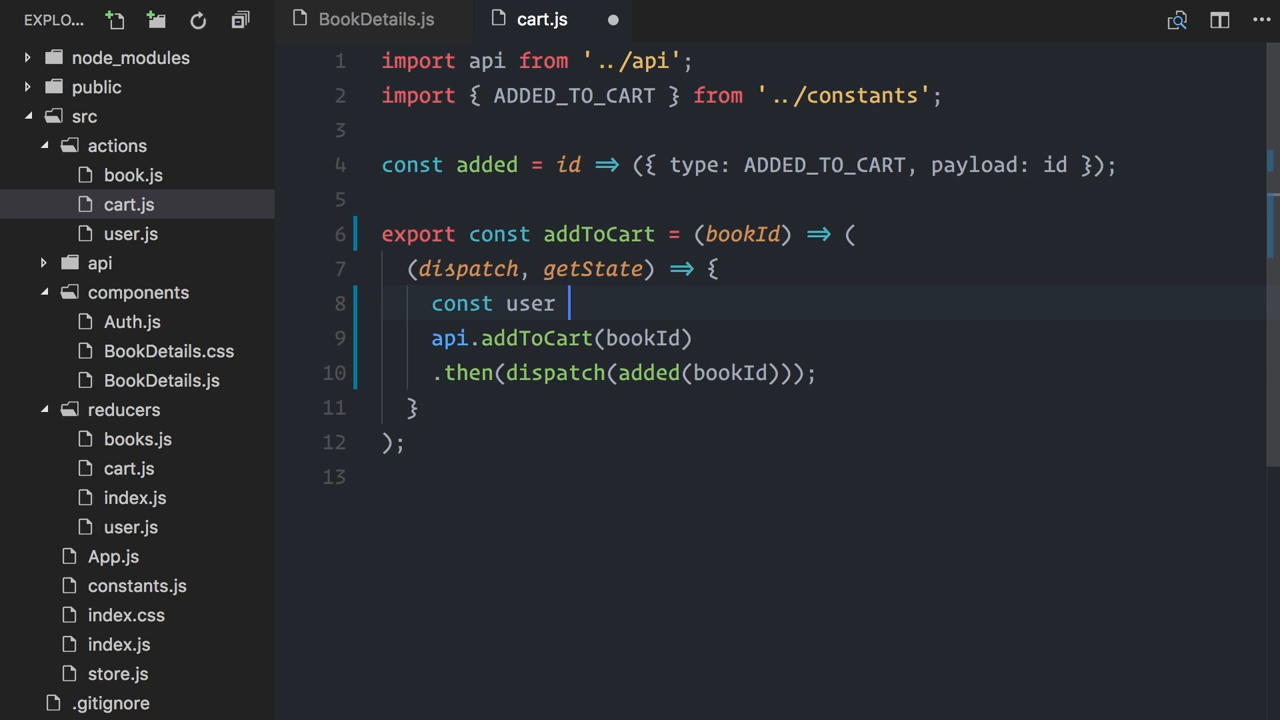 EXPLO...
node_modules
public
src
actions
book.js
cart.js
user.js
api
components
Auth.js
BookDetails.css
BookDetails.js
reducers
books.js
cart.js
index.js
user.js
App.js
constants.js
index.css
index.js
store.js
.gitignore
BookDetails.js
cart.js
1 import api from '../api';
2 import { ADDED_TO_CART } from '../constants';
3
4 const added = id => ({ type: ADDED_TO_CART, payload: id });
5
6 export const addToCart = (bookId) => (
7 (dispatch, getState) => {
8 const user
9 api.addToCart(bookId)
10 .then(dispatch(added(bookId)));
11 }
12 );
13